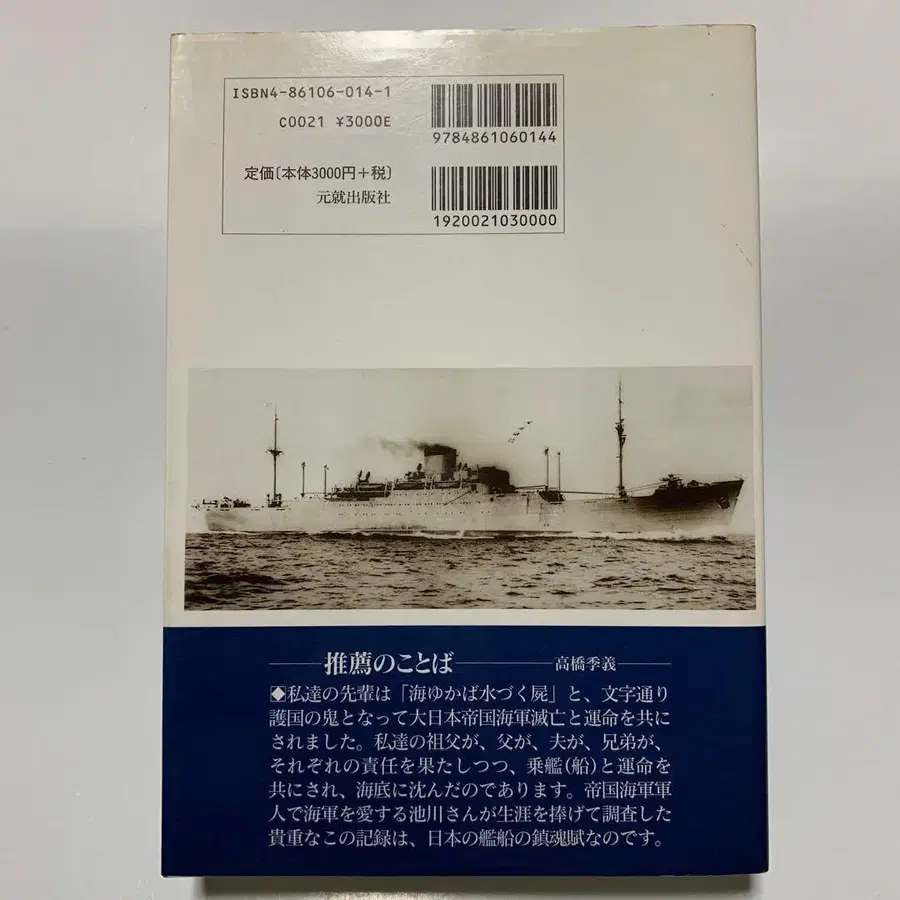 ISBN4-86106-014-1
C0021 ¥3000E
9784861060144
定価〔本体3000円＋税〕
元就出版社
1920021030000
推薦のことば
高橋季義
◆私達の先輩は「海ゆかば水づく屍」と、文字通り
護国の鬼となって大日本帝国海軍滅亡と運命を共に
されました。私達の祖父が、父が、夫が、兄弟が、
それぞれの責任を果たしつつ、乗艦（船）と運命を
共にされ、海底に沈んだのであります。帝国海軍軍
人で海軍を愛する池川さんが生涯を捧げて調査した
貴重なこの記録は、日本の艦船の鎮魂賦なのです。